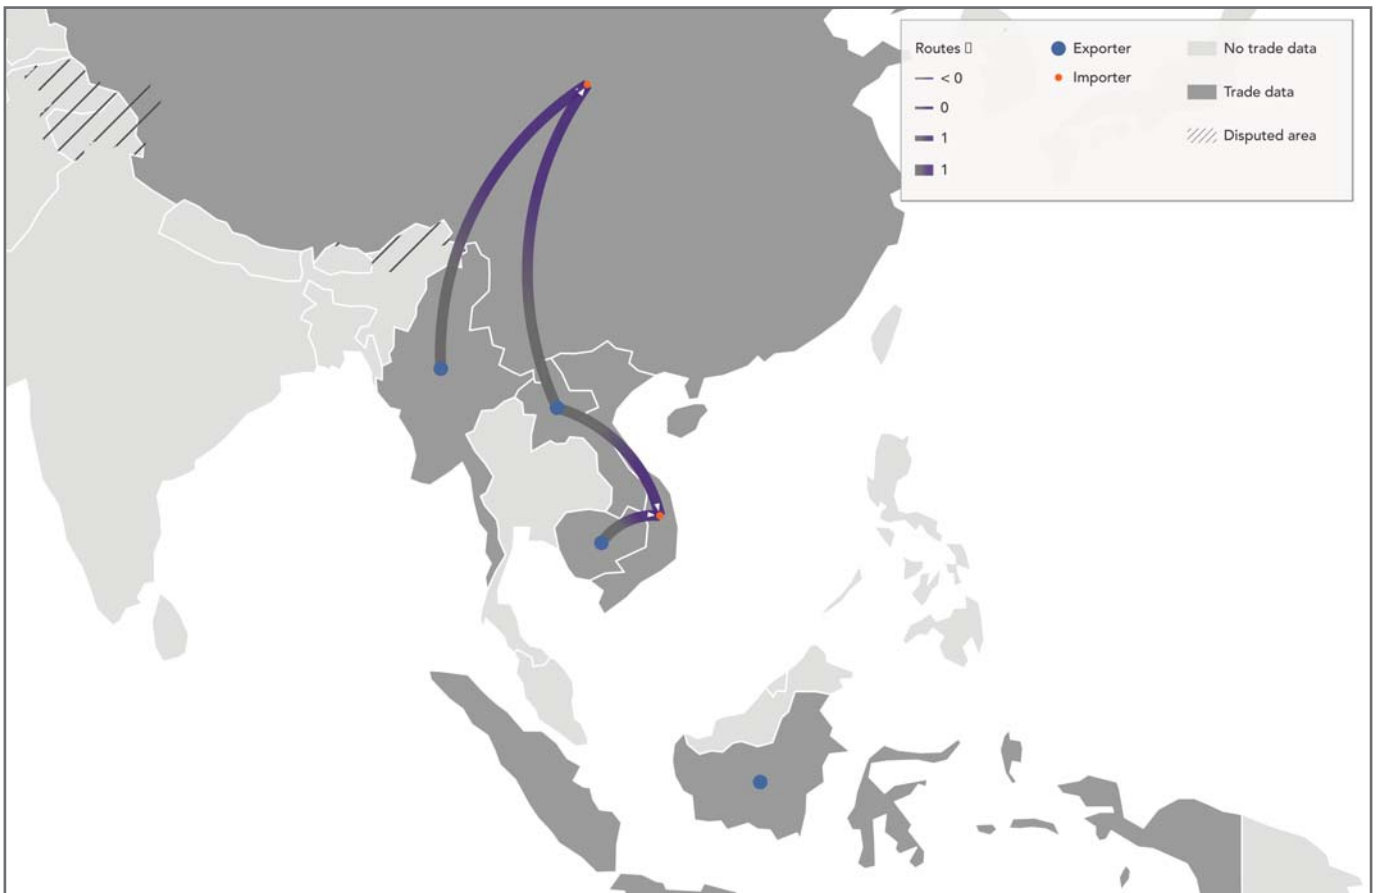 Routes ▯
< 0
0
1
1
Exporter
Importer
No trade data
Trade data
Disputed area